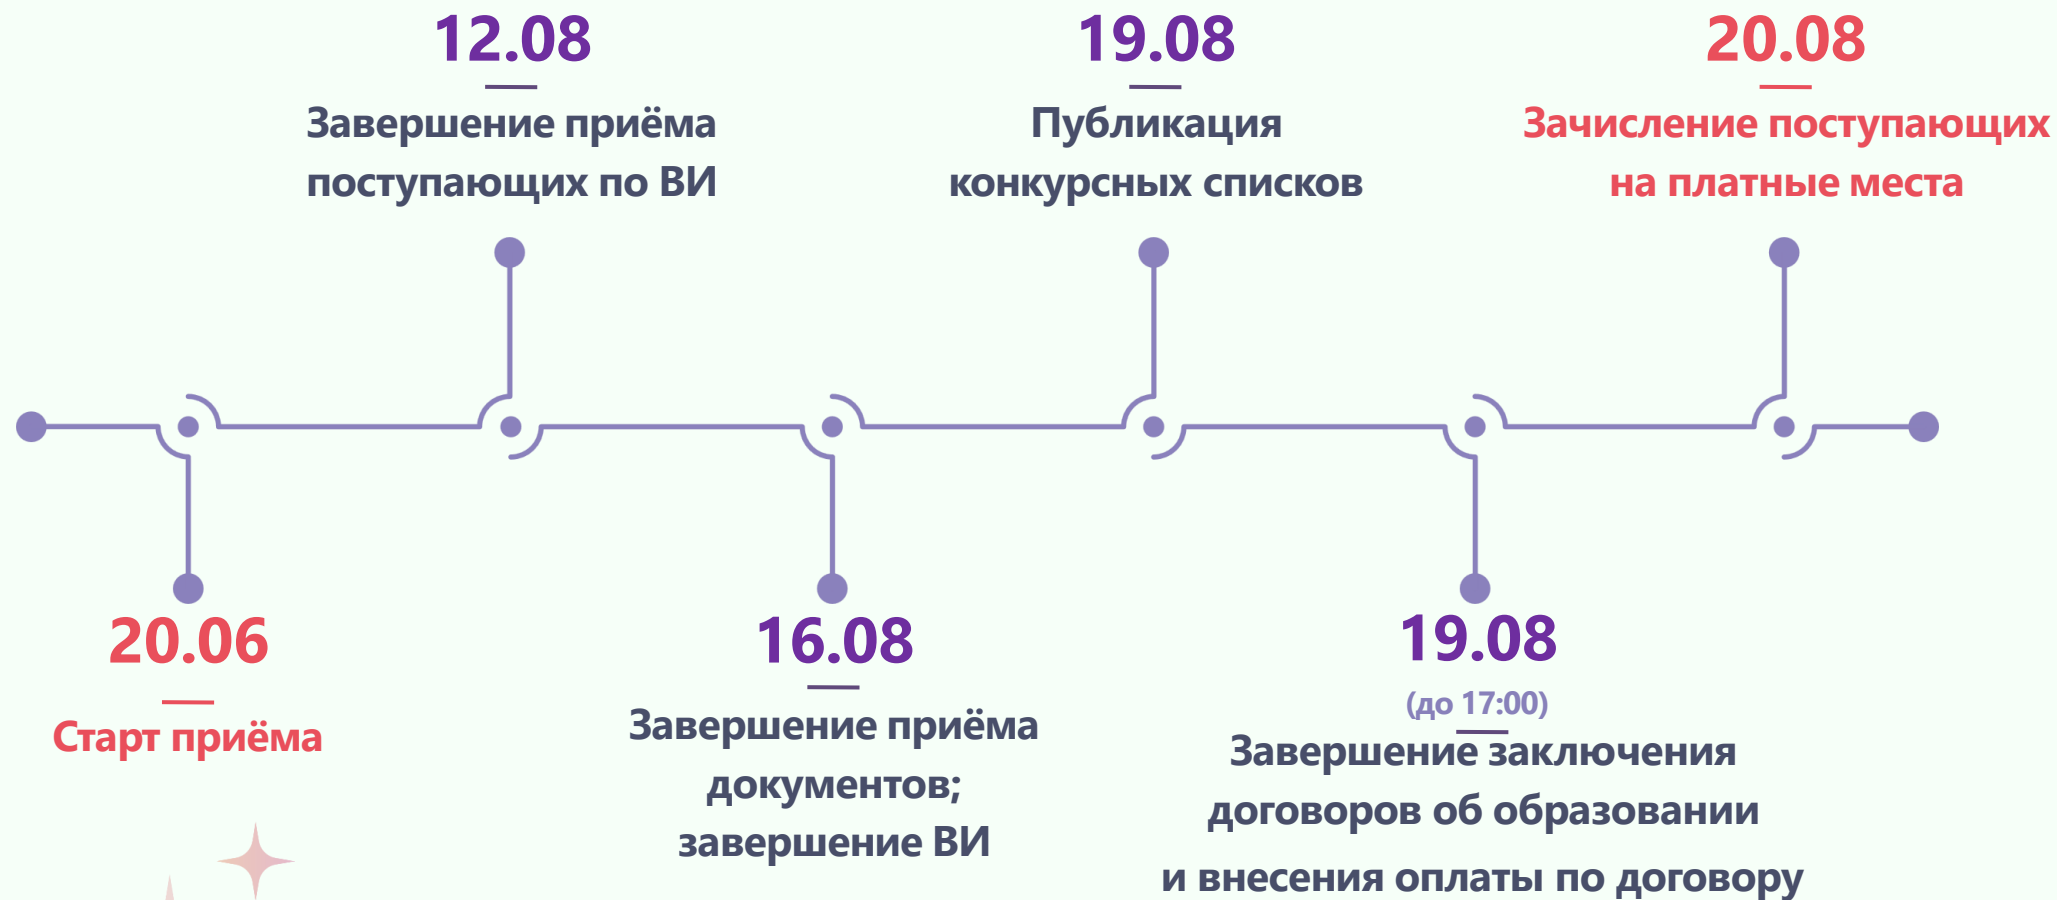 12.08
Завершение приёма
поступающих по ВИ
19.08
Публикация
конкурсных списков
20.08
Зачисление поступающих
на платные места
20.06
Старт приёма
16.08
Завершение приёма
документов;
завершение ВИ
19.08
(до 17:00)
Завершение заключения
договоров об образовании
и внесения оплаты по договору